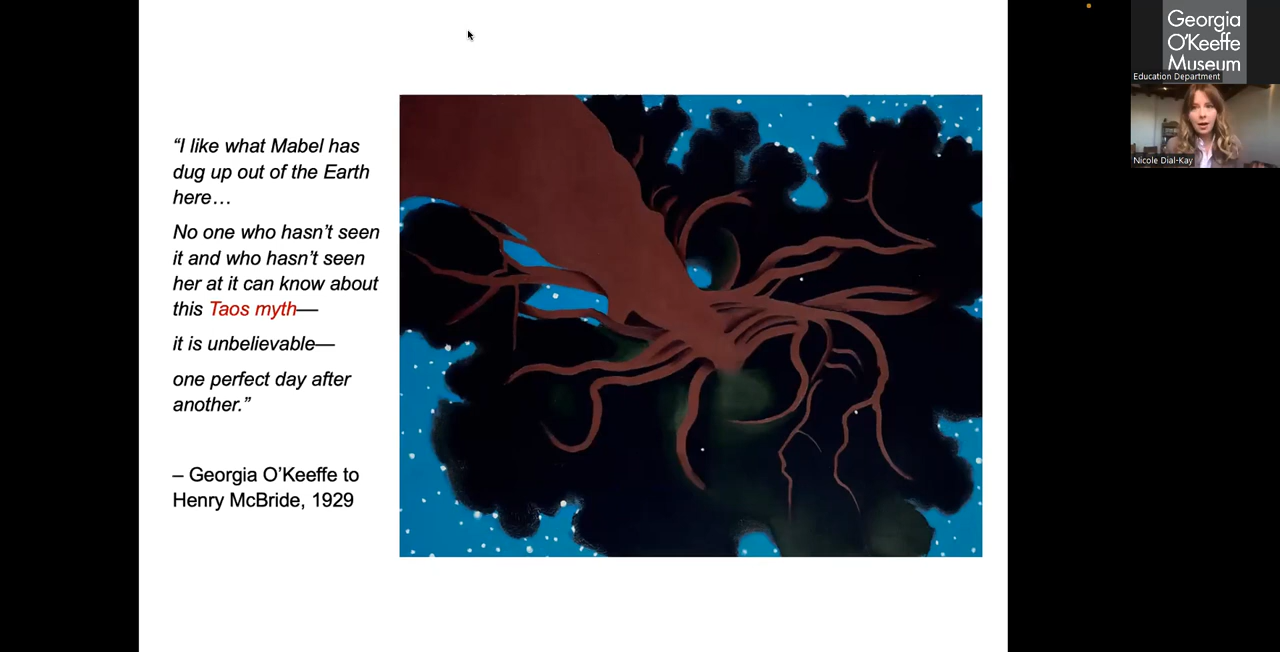 “I like what Mabel has
dug up out of the Earth
here…
No one who hasn’t seen
it and who hasn’t seen
her at it can know about
this Taos myth—
it is unbelievable—
one perfect day after
another.”
– Georgia O’Keeffe to
Henry McBride, 1929
Georgia
O’Keeffe
Museum
Education Department
Nicole Dial-Kay